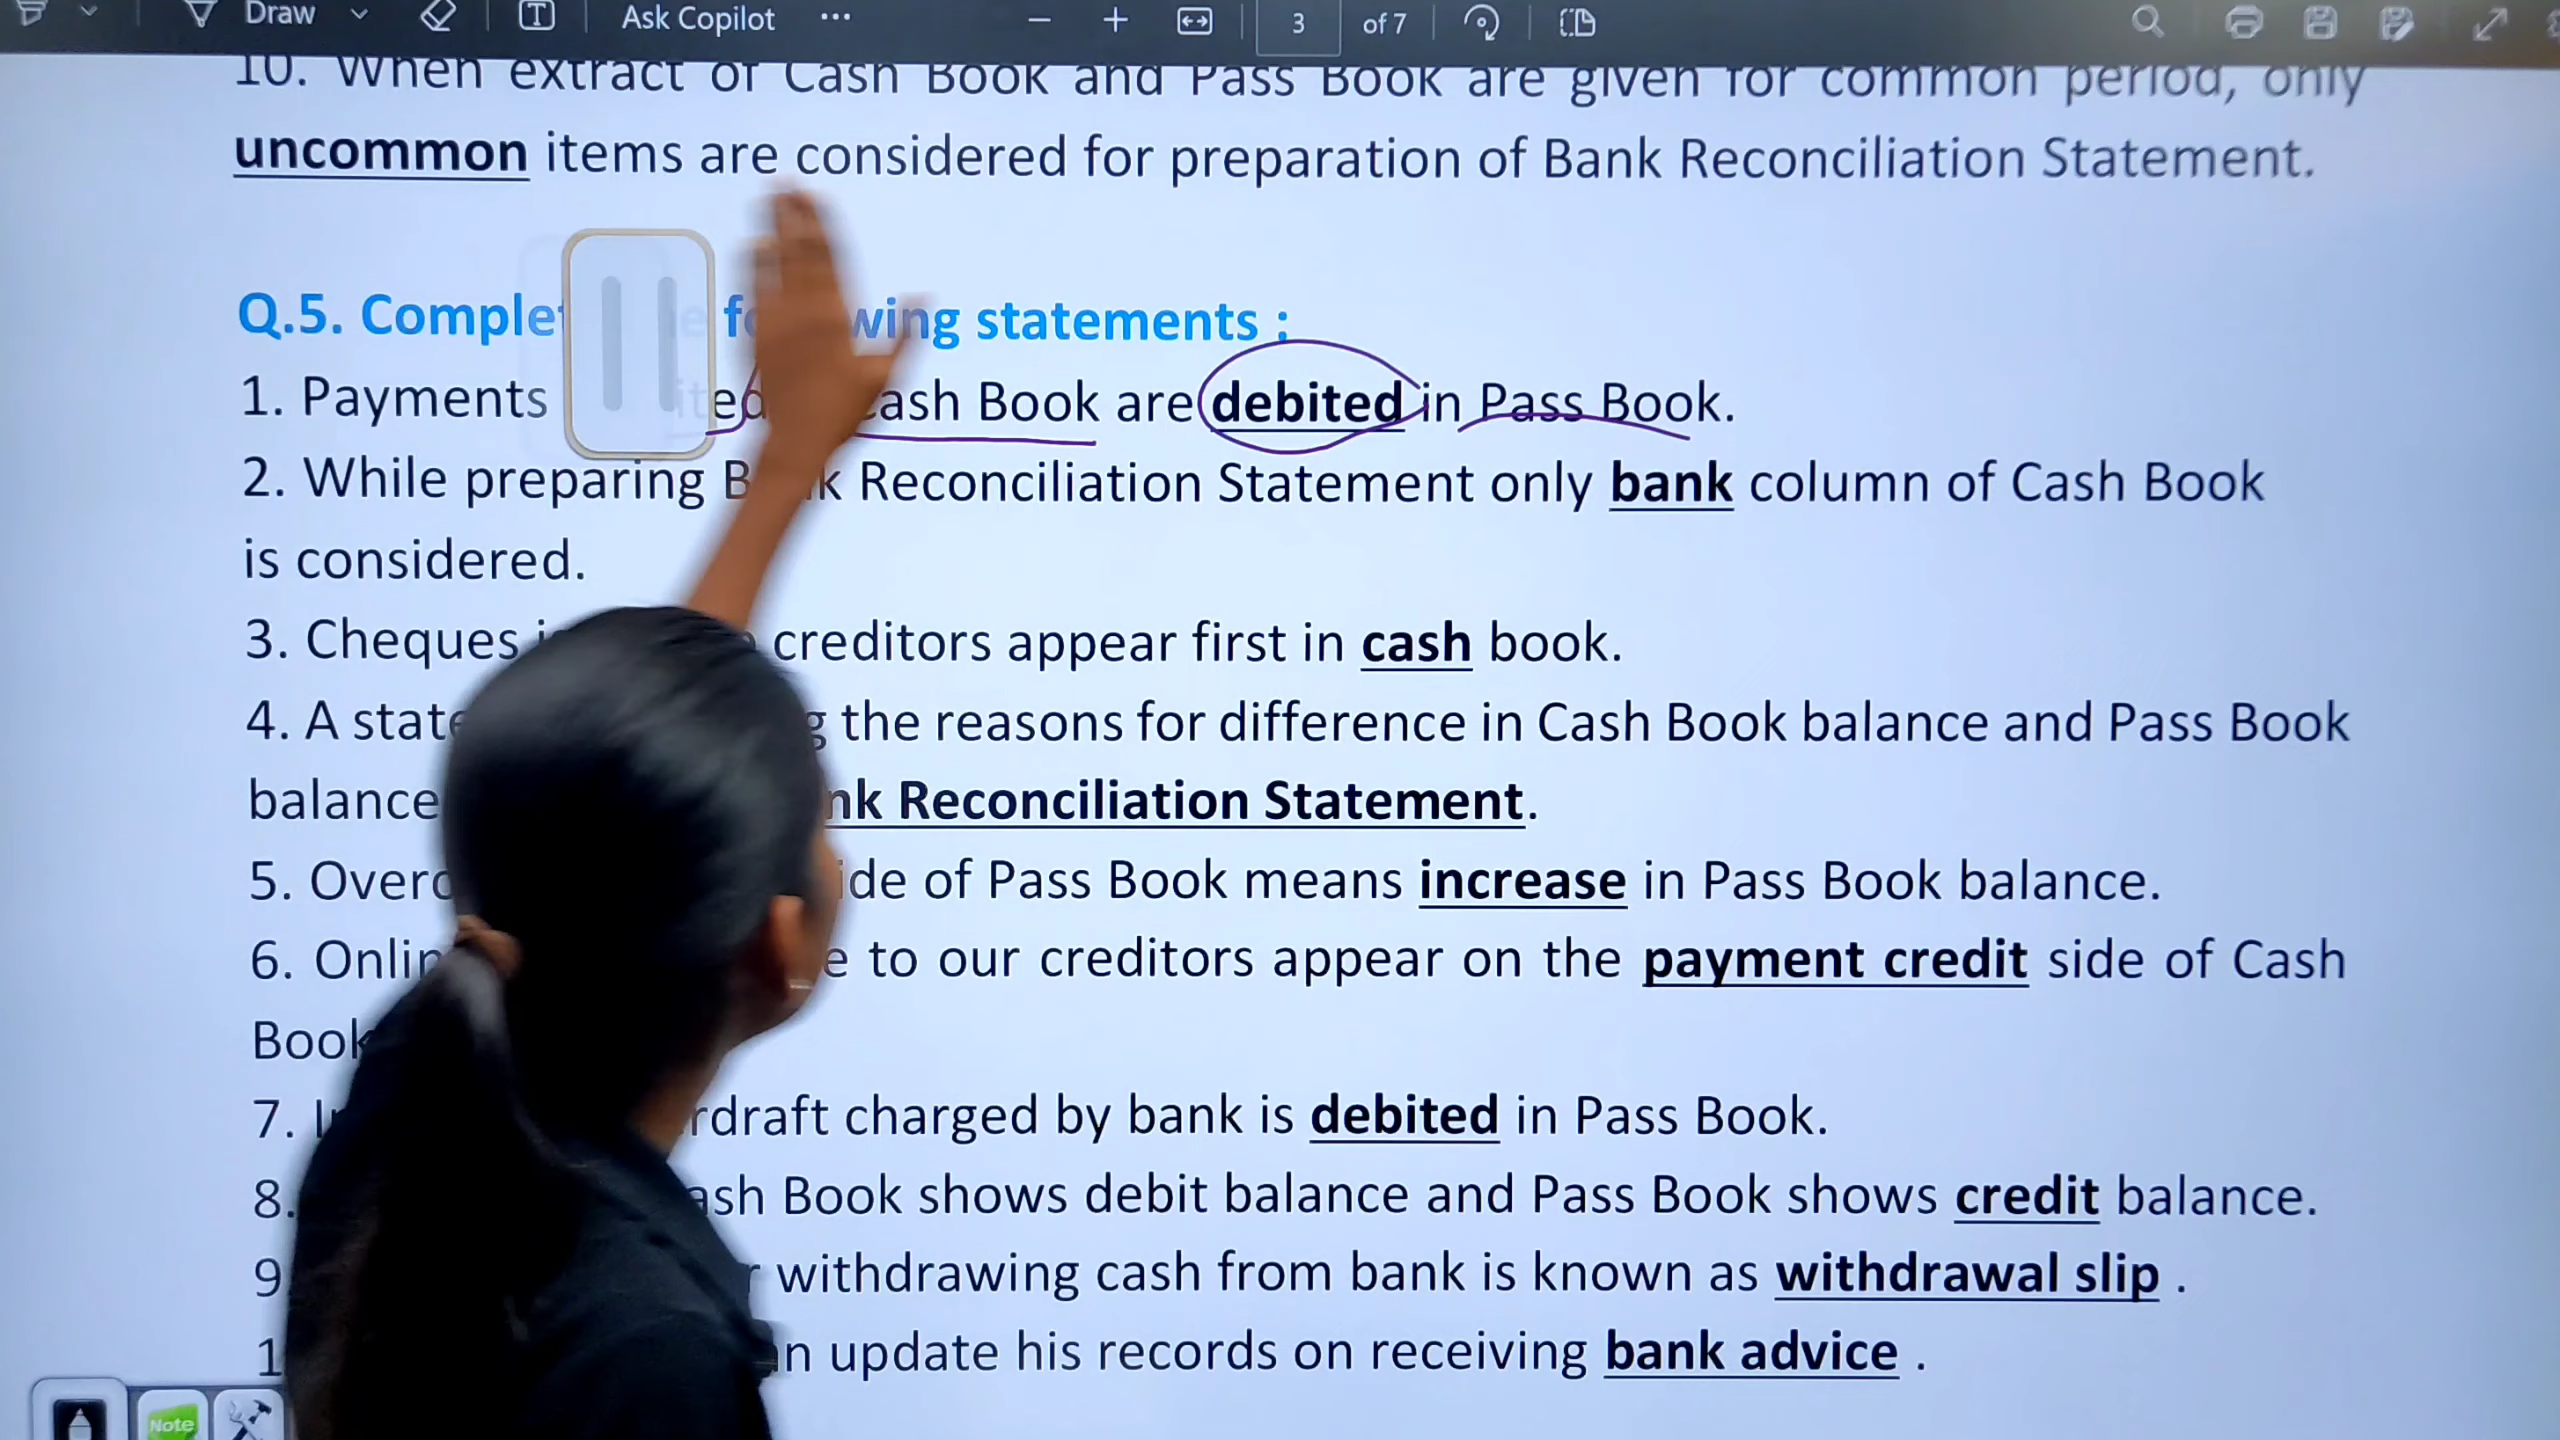 Draw Ask Copilot ... 3 of 7
10. When extract of Cash Book and Pass Book are given for common period, only
uncommon items are considered for preparation of Bank Reconciliation Statement.
Q.5. Complet wing statements :
1. Payments ited ash Book are debited in Pass Book.
2. While preparing B k Reconciliation Statement only bank column of Cash Book
is considered.
3. Cheques creditors appear first in cash book.
4. A state g the reasons for difference in Cash Book balance and Pass Book
balance nk Reconciliation Statement.
5. Overd ide of Pass Book means increase in Pass Book balance.
6. Onlin e to our creditors appear on the payment credit side of Cash
Book
7. I rdraft charged by bank is debited in Pass Book.
8. ash Book shows debit balance and Pass Book shows credit balance.
9 r withdrawing cash from bank is known as withdrawal slip .
1 n update his records on receiving bank advice .
Note